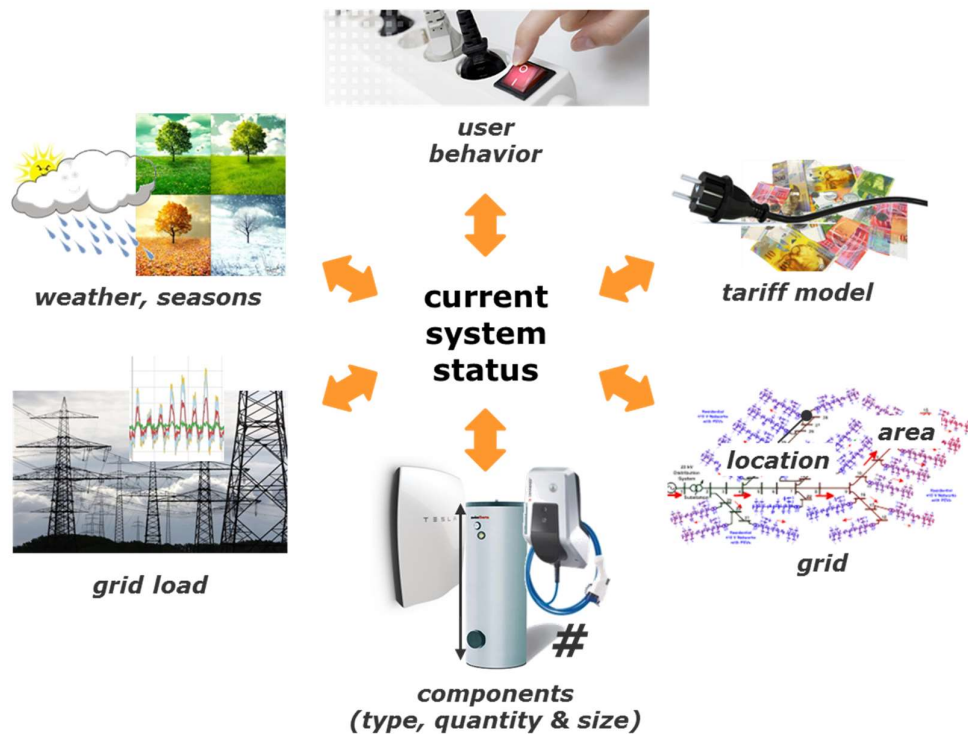 user
behavior
weather, seasons
tariff model
current
system
status
grid load
location
area
grid
TESLA
#
components
(type, quantity & size)